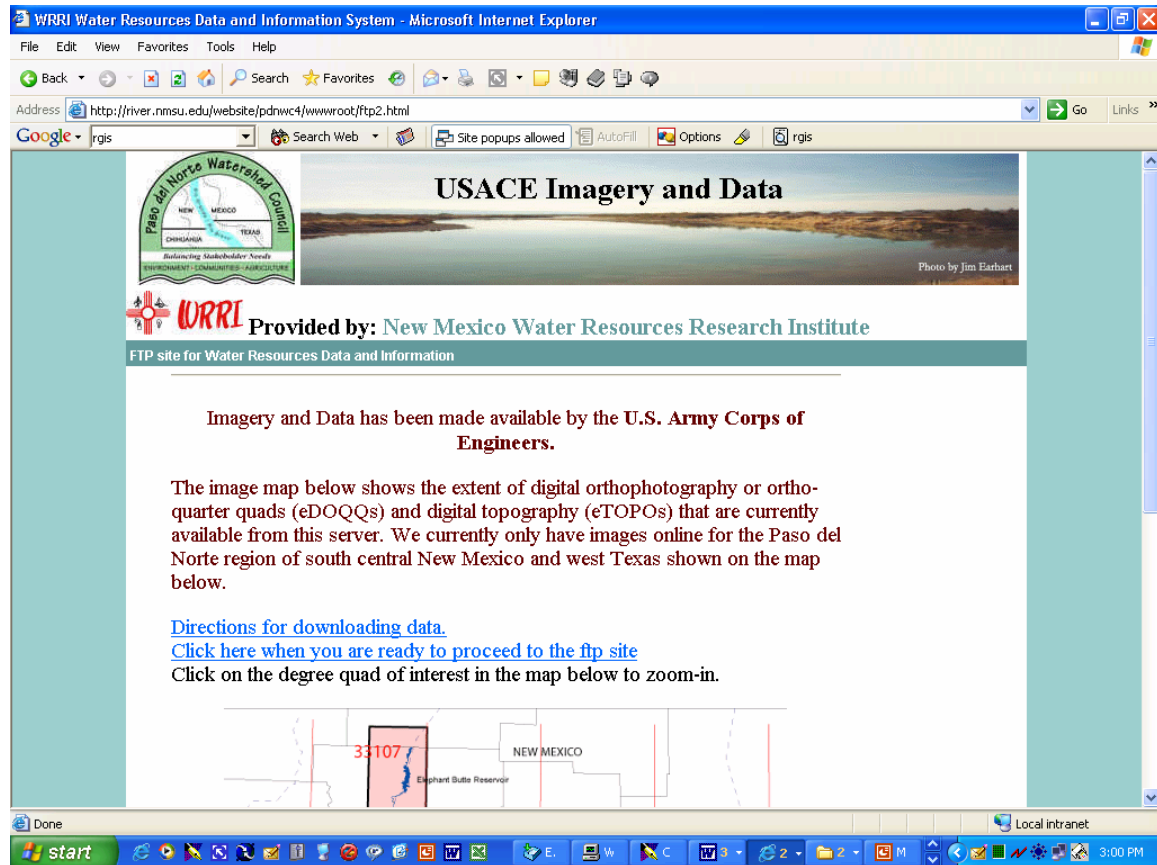 WRRI Water Resources Data and Information System - Microsoft Internet Explorer
File Edit View Favorites Tools Help
Back Search Favorites
Address http://river.nmsu.edu/website/pdnwc4/wwwroot/ftp2.html Go Links »
Google rgis Search Web Site popups allowed AutoFill Options rgis
Paso del Norte Watershed Council
NEW MEXICO
TEXAS
CHIHUAHUA
Balancing Stakeholder Needs
ENVIRONMENT - COMMUNITIES - AGRICULTURE
USACE Imagery and Data
Photo by Jim Earhart
WRRI Provided by: New Mexico Water Resources Research Institute
FTP site for Water Resources Data and Information
Imagery and Data has been made available by the U.S. Army Corps of
Engineers.
The image map below shows the extent of digital orthophotography or ortho-
quarter quads (eDOQQs) and digital topography (eTOPOs) that are currently
available from this server. We currently only have images online for the Paso del
Norte region of south central New Mexico and west Texas shown on the map
below.
Directions for downloading data.
Click here when you are ready to proceed to the ftp site
Click on the degree quad of interest in the map below to zoom-in.
33107 NEW MEXICO
Elephant Butte Reservoir
Done Local intranet
start E. W C 3 2 2 M 3:00 PM